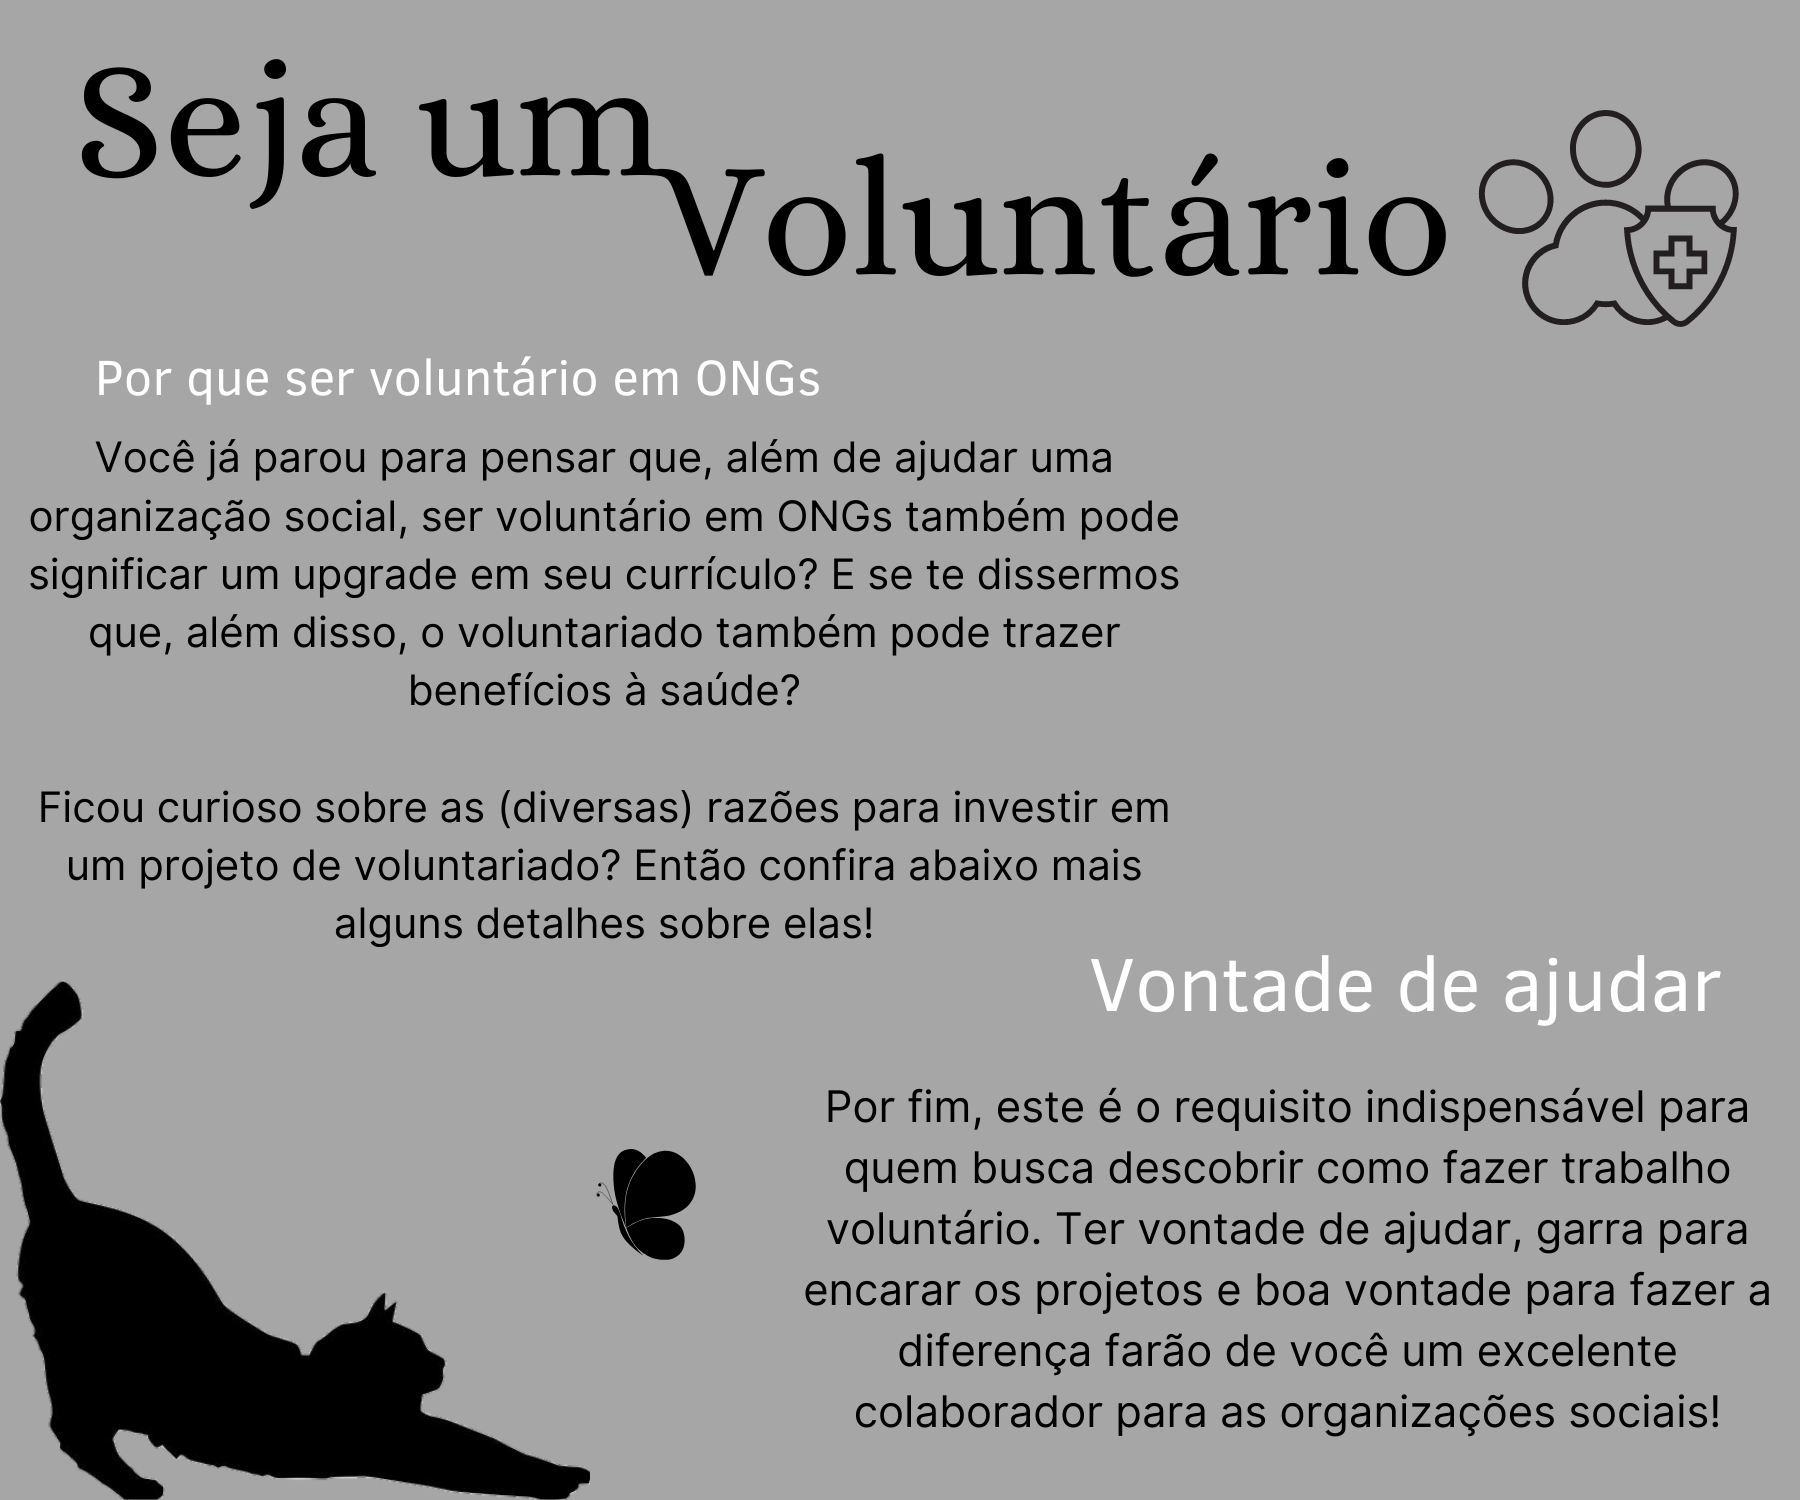 Seja um
Voluntário
Por que ser voluntário em ONGs
Você já parou para pensar que, além de ajudar uma
organização social, ser voluntário em ONGs também pode
significar um upgrade em seu currículo? E se te dissermos
que, além disso, o voluntariado também pode trazer
benefícios à saúde?
Ficou curioso sobre as (diversas) razões para investir em
um projeto de voluntariado? Então confira abaixo mais
alguns detalhes sobre elas!
Vontade de ajudar
Por fim, este é o requisito indispensável para
quem busca descobrir como fazer trabalho
voluntário. Ter vontade de ajudar, garra para
encarar os projetos e boa vontade para fazer a
diferença farão de você um excelente
colaborador para as organizações sociais!